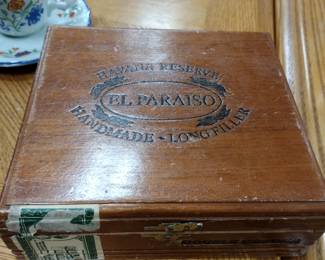 HAVANA RESERVE
EL PARAISO
HANDMADE • LONG FILLER